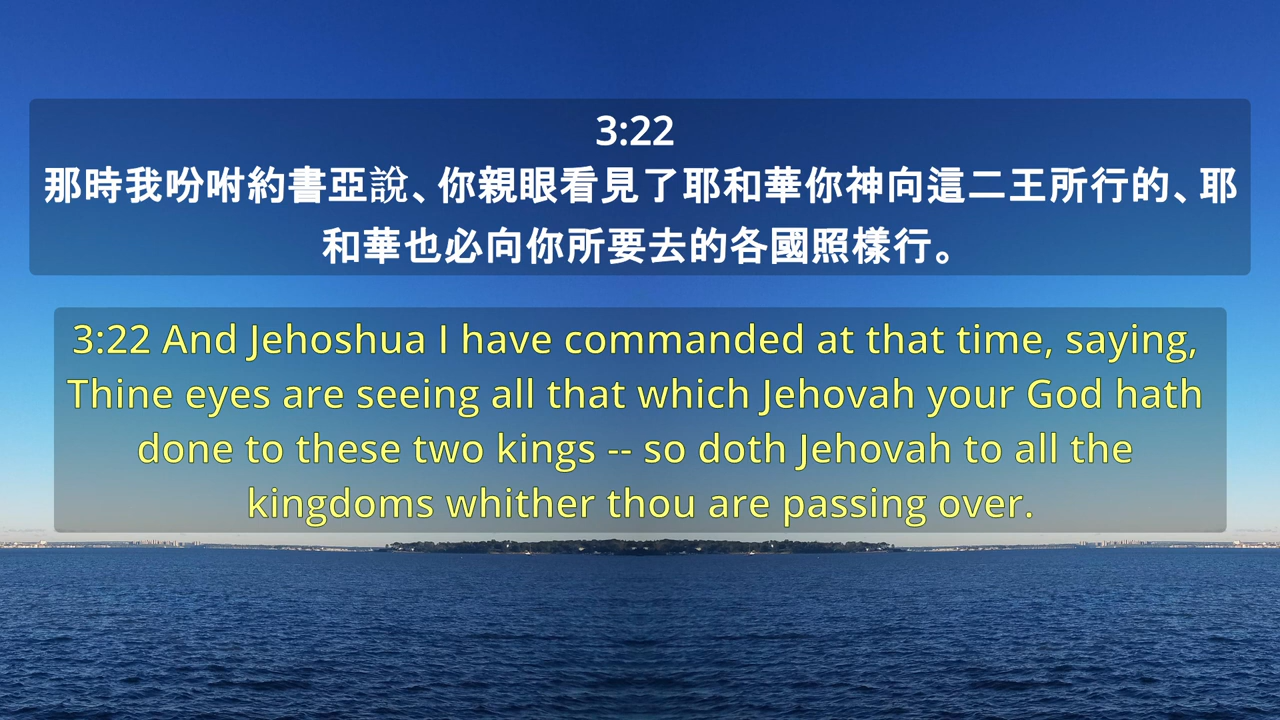 3:22
那時我吩咐約書亞說、你親眼看見了耶和華你神向這二王所行的、耶
和華也必向你所要去的各國照樣行。
3:22 And Jehoshua I have commanded at that time, saying,
Thine eyes are seeing all that which Jehovah your God hath
done to these two kings -- so doth Jehovah to all the
kingdoms whither thou are passing over.